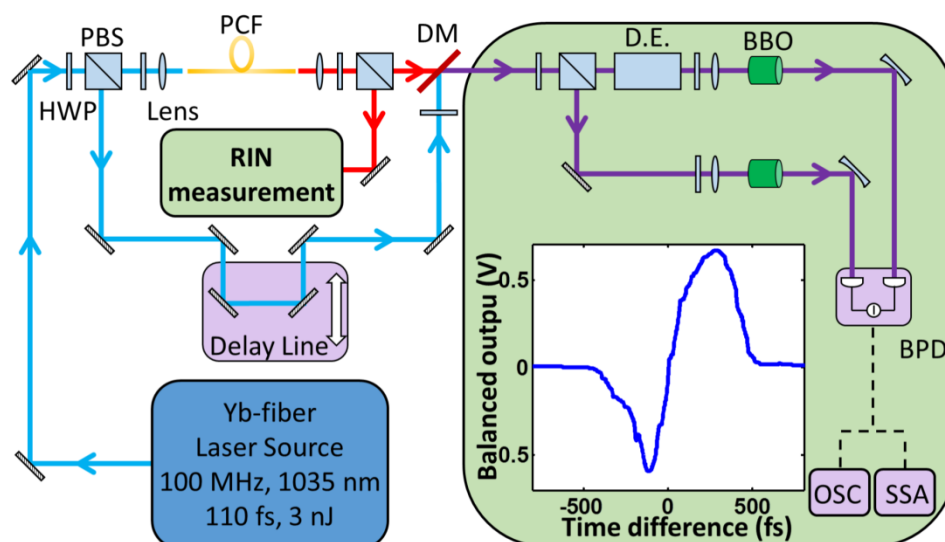 PBS
PCF
DM
D.E.
BBO
HWP
Lens
RIN
measurement
Delay Line
Yb-fiber
Laser Source
100 MHz, 1035 nm
110 fs, 3 nJ
Balanced output (V)
0.5
0
0.5
-500
0
500
Time difference (fs)
BPD
OSC
SSA